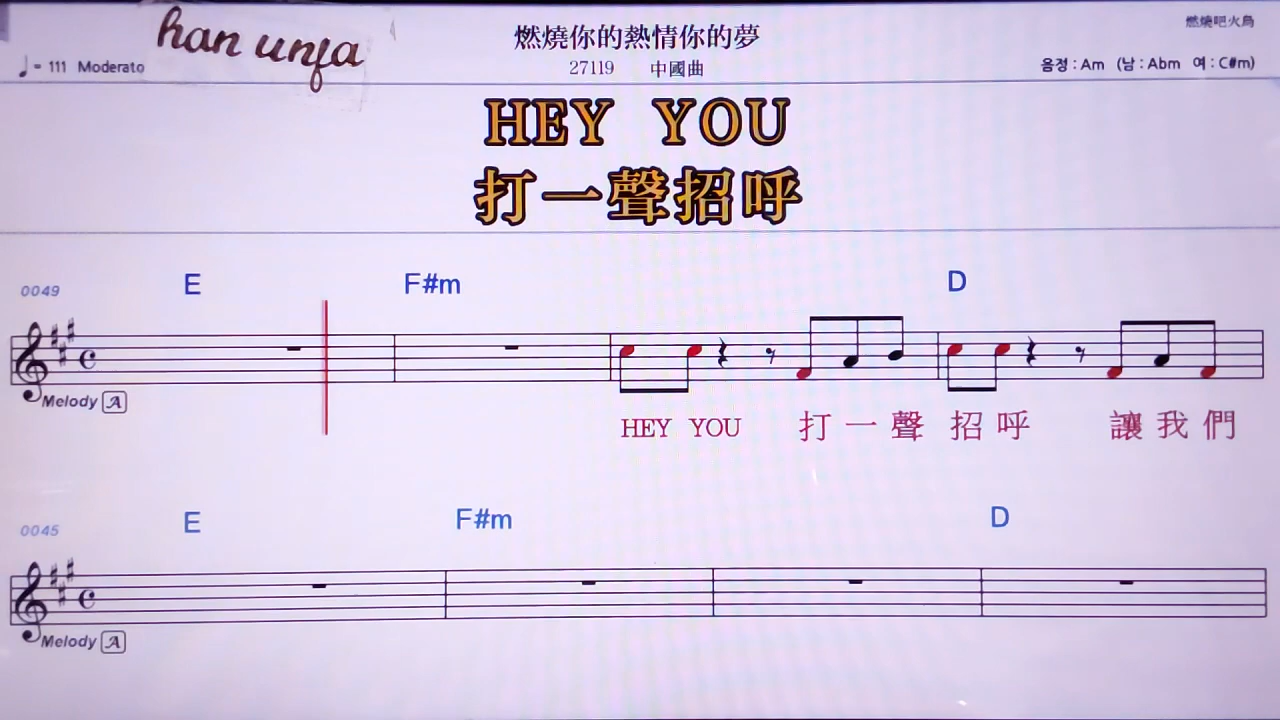 han unfa
燃燒你的熱情你的夢
燃燒吧火鳥
♩= 111 Moderato
27119 中國曲
음정 : Am (남 : Abm 여 : C#m)
HEY YOU
打一聲招呼
0049 E F#m D
Melody A
HEY YOU 打 一 聲 招 呼 讓 我 們
0045 E F#m D
Melody A